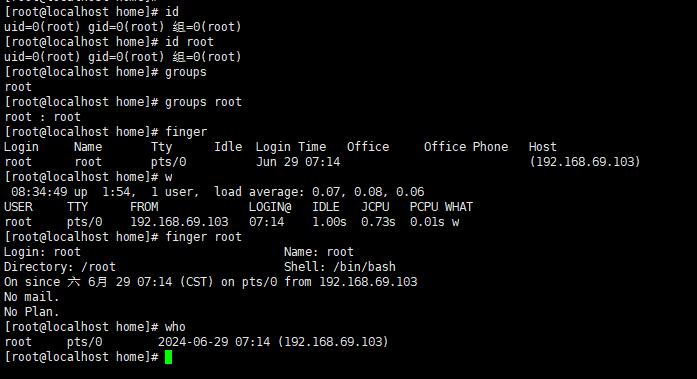 [root@localhost home]# id
uid=0(root) gid=0(root) 组=0(root)
[root@localhost home]# id root
uid=0(root) gid=0(root) 组=0(root)
[root@localhost home]# groups
root
[root@localhost home]# groups root
root : root
[root@localhost home]# finger
Login     Name       Tty      Idle  Login Time   Office     Office Phone   Host
root      root       pts/0          Jun 29 07:14                           (192.168.69.103)
[root@localhost home]# w
 08:34:49 up  1:54,  1 user,  load average: 0.07, 0.08, 0.06
USER     TTY      FROM             LOGIN@   IDLE   JCPU   PCPU WHAT
root     pts/0    192.168.69.103   07:14    1.00s  0.73s  0.01s w
[root@localhost home]# finger root
Login: root                             Name: root
Directory: /root                        Shell: /bin/bash
On since 六 6月 29 07:14 (CST) on pts/0 from 192.168.69.103
No mail.
No Plan.
[root@localhost home]# who
root     pts/0        2024-06-29 07:14 (192.168.69.103)
[root@localhost home]#